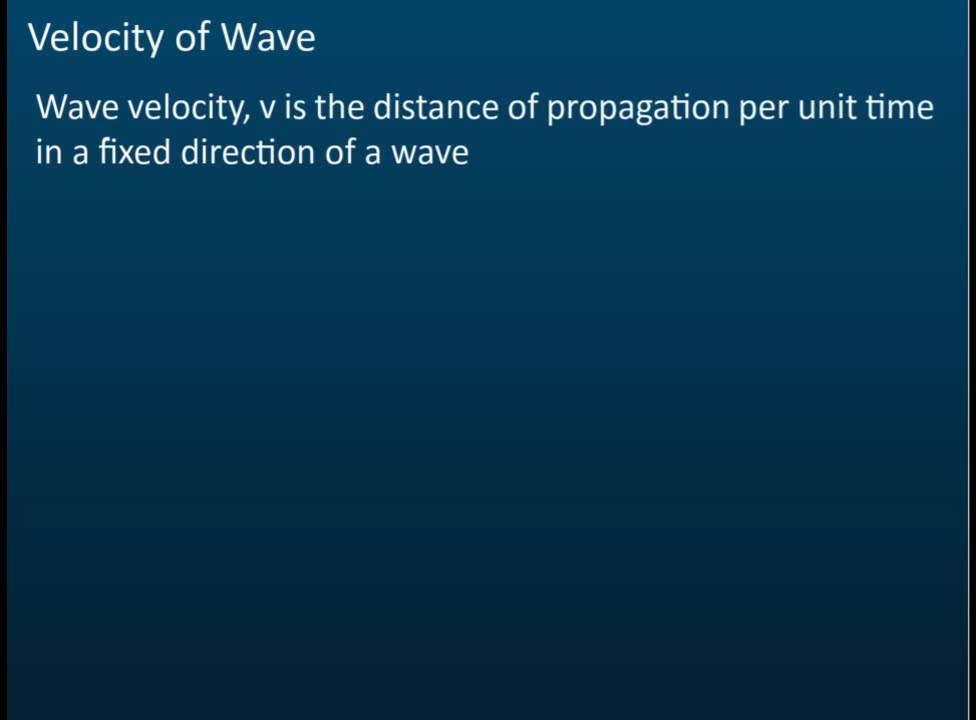 Velocity of Wave
Wave velocity, v is the distance of propagation per unit time
in a fixed direction of a wave